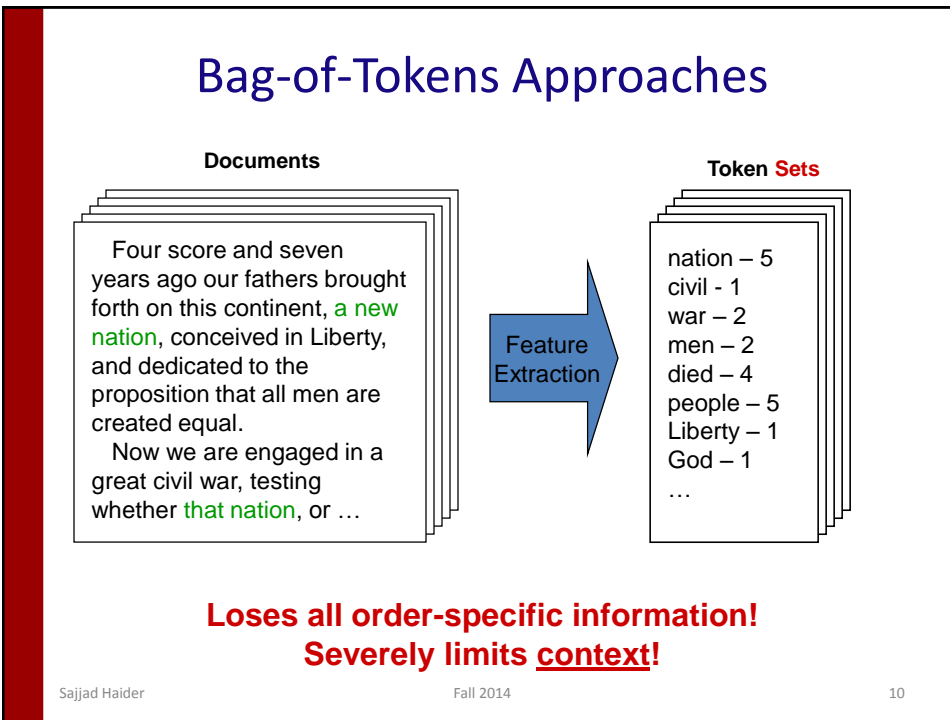 Bag-of-Tokens Approaches
Documents
Four score and seven
years ago our fathers brought
forth on this continent, a new
nation, conceived in Liberty,
and dedicated to the
proposition that all men are
created equal.
Now we are engaged in a
great civil war, testing
whether that nation, or …
Feature
Extraction
Token Sets
nation – 5
civil - 1
war – 2
men – 2
died – 4
people – 5
Liberty – 1
God – 1
…
Loses all order-specific information!
Severely limits context!
Sajjad Haider
Fall 2014
10